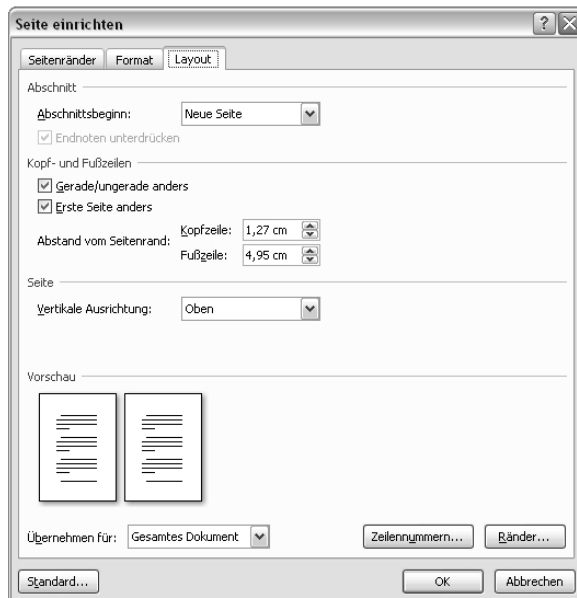 Seite einrichten
Seitenränder Format Layout
Abschnitt
Abschnittsbeginn: Neue Seite
Endnoten unterdrücken
Kopf- und Fußzeilen
Gerade/ungerade anders
Erste Seite anders
Abstand vom Seitenrand: Kopfzeile: 1,27 cm
Fußzeile: 4,95 cm
Seite
Vertikale Ausrichtung: Oben
Vorschau
Übernehmen für: Gesamtes Dokument Zeilennummern... Ränder...
Standard... OK Abbrechen